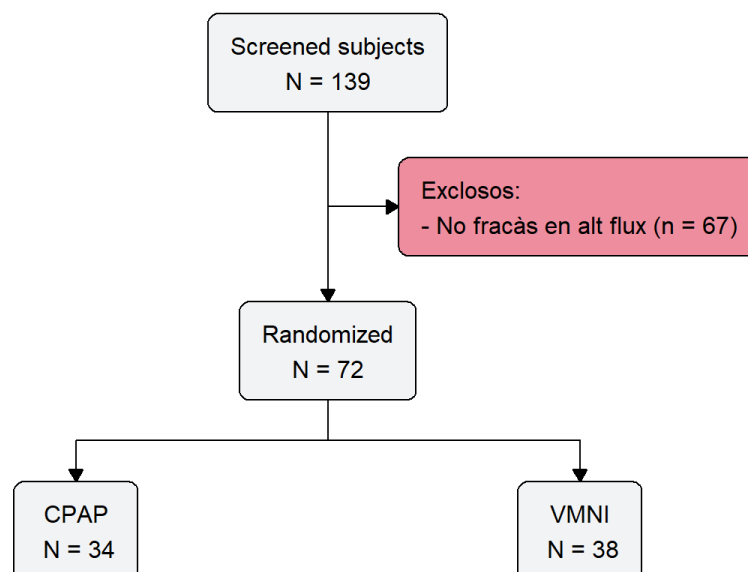 Screened subjects
N = 139
Exclosos:
- No fracàs en alt flux (n = 67)
Randomized
N = 72
CPAP
N = 34
VMNI
N = 38